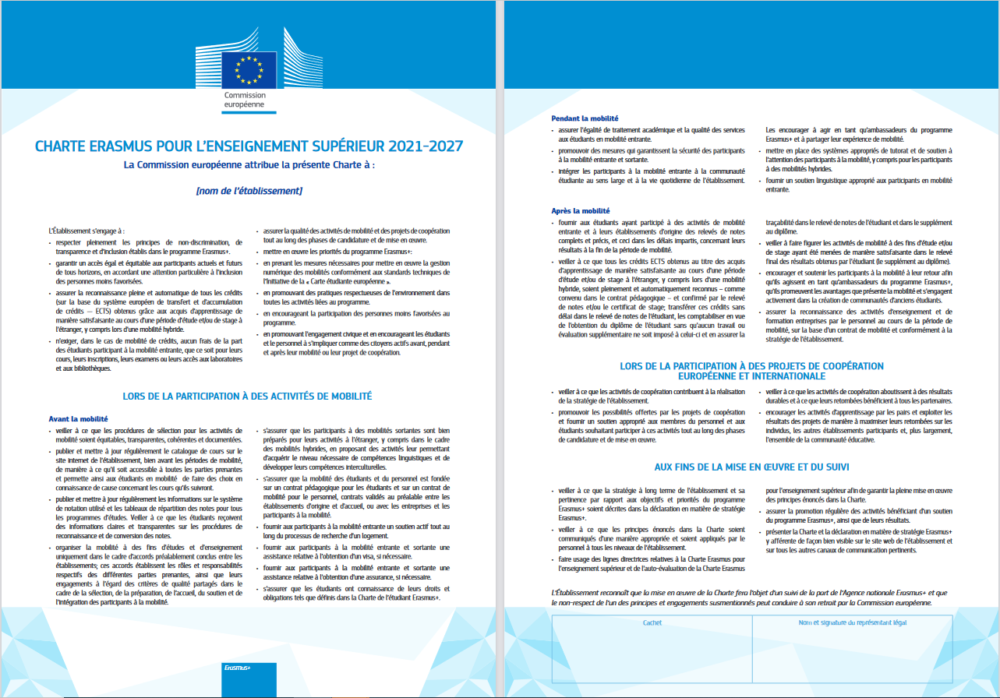 Commission
européenne
CHARTE ERASMUS POUR L'ENSEIGNEMENT SUPÉRIEUR 2021-2027
La Commission européenne attribue la présente Charte à :
[nom de l'établissement]
L'Établissement s'engage à :
- respecter pleinement les principes de non-discrimination, de
transparence et d'inclusion établis dans le programme Erasmus+.
- garantir un accès égal et équitable aux participants actuels et futurs
de tous horizons, en accordant une attention particulière à l'inclusion
des personnes moins favorisées.
- assurer la reconnaissance pleine et automatique de tous les crédits
(sur la base du système européen de transfert et d'accumulation
de crédits — ECTS) obtenus grâce aux acquis d'apprentissage de
manière satisfaisante au cours d'une période d'étude et/ou de stage à
l'étranger, y compris lors d'une mobilité hybride.
- n'exiger, dans le cas de mobilité de crédits, aucun frais de la part
des étudiants participant à la mobilité entrante, que ce soit pour leurs
cours, leurs inscriptions, leurs examens ou leurs accès aux laboratoires
et aux bibliothèques.
- assurer la qualité des activités de mobilité et des projets de coopération
tout au long des phases de candidature et de mise en œuvre.
- mettre en œuvre les priorités du programme Erasmus+:
- en prenant les mesures nécessaires pour mettre en œuvre la gestion
numérique des mobilités conformément aux standards techniques de
l'Initiative de la « Carte étudiante européenne ».
- en promouvant des pratiques respectueuses de l'environnement dans
toutes les activités liées au programme.
- en encourageant la participation des personnes moins favorisées au
programme.
- en promouvant l'engagement civique et en encourageant les étudiants
et le personnel à s'impliquer comme des citoyens actifs avant, pendant
et après leur mobilité ou leur projet de coopération.
LORS DE LA PARTICIPATION À DES ACTIVITÉS DE MOBILITÉ
Avant la mobilité
- veiller à ce que les procédures de sélection pour les activités de
mobilité soient équitables, transparentes, cohérentes et documentées.
- publier et mettre à jour régulièrement le catalogue de cours sur le
site internet de l'établissement, bien avant les périodes de mobilité,
de manière à ce qu'il soit accessible à toutes les parties prenantes
et permette ainsi aux étudiants en mobilité de faire des choix en
connaissance de cause concernant les cours qu'ils suivront.
- publier et mettre à jour régulièrement les informations sur le système
de notation utilisé et les tableaux de répartition des notes pour tous
les programmes d'études. Veiller à ce que les étudiants reçoivent
des informations claires et transparentes sur les procédures de
reconnaissance et de conversion des notes.
- organiser la mobilité à des fins d'études et d'enseignement
uniquement dans le cadre d'accords préalablement conclus entre les
établissements; ces accords établissent les rôles et responsabilités
respectifs des différentes parties prenantes, ainsi que leurs
engagements à l'égard des critères de qualité partagés dans le
cadre de la sélection, de la préparation, de l'accueil, du soutien et de
l'intégration des participants à la mobilité.
- s'assurer que les participants à des mobilités sortantes sont bien
préparés pour leurs activités à l'étranger, y compris dans le cadre
des mobilités hybrides, en proposant des activités leur permettant
d'acquérir le niveau nécessaire de compétences linguistiques et de
développer leurs compétences interculturelles.
- s'assurer que la mobilité des étudiants et du personnel est fondée
sur un contrat pédagogique pour les étudiants et sur un contrat de
mobilité pour le personnel, contrats validés au préalable entre les
établissements d'origine et d'accueil, ou avec les entreprises et les
participants à la mobilité.
- fournir aux participants à la mobilité entrante un soutien actif tout au
long du processus de recherche d'un logement.
- fournir aux participants à la mobilité entrante et sortante une
assistance relative à l'obtention d'un visa, si nécessaire.
- fournir aux participants à la mobilité entrante et sortante une
assistance relative à l'obtention d'une assurance, si nécessaire.
- s'assurer que les étudiants ont connaissance de leurs droits et
obligations tels que définis dans la Charte de l'étudiant Erasmus+.
Erasmus+
Pendant la mobilité
- assurer l'égalité de traitement académique et la qualité des services
aux étudiants en mobilité entrante.
- promouvoir des mesures qui garantissent la sécurité des participants
à la mobilité entrante et sortante.
- intégrer les participants à la mobilité entrante à la communauté
étudiante au sens large et à la vie quotidienne de l'établissement.
Les encourager à agir en tant qu'ambassadeurs du programme
Erasmus+ et à partager leur expérience de mobilité.
- mettre en place des systèmes appropriés de tutorat et de soutien à
l'attention des participants à la mobilité, y compris pour les participants
à des mobilités hybrides.
- fournir un soutien linguistique approprié aux participants en mobilité
entrante.
Après la mobilité
- fournir aux étudiants ayant participé à des activités de mobilité
entrante et à leurs établissements d'origine des relevés de notes
complets et précis, et ceci dans les délais impartis, concernant leurs
résultats à la fin de la période de mobilité.
- veiller à ce que tous les crédits ECTS obtenus au titre des acquis
d'apprentissage de manière satisfaisante au cours d'une période
d'étude et/ou de stage à l'étranger, y compris lors d'une mobilité
hybride, soient pleinement et automatiquement reconnus – comme
convenu dans le contrat pédagogique – et confirmé par le relevé
de notes et/ou le certificat de stage; transférer ces crédits sans
délai dans le relevé de notes de l'étudiant, les comptabiliser en vue
de l'obtention du diplôme de l'étudiant sans qu'aucun travail ou
évaluation supplémentaire ne soit imposé à celui-ci et en assurer la
traçabilité dans le relevé de notes de l'étudiant et dans le supplément
au diplôme.
- veiller à faire figurer les activités de mobilité à des fins d'étude et/ou
de stage ayant été menées de manière satisfaisante dans le relevé
final des résultats obtenus par l'étudiant (le supplément au diplôme).
- encourager et soutenir les participants à la mobilité à leur retour afin
qu'ils agissent en tant qu'ambassadeurs du programme Erasmus+,
qu'ils promeuvent les avantages que présente la mobilité et s'engagent
activement dans la création de communautés d'anciens étudiants.
- assurer la reconnaissance des activités d'enseignement et de
formation entreprises par le personnel au cours de la période de
mobilité, sur la base d'un contrat de mobilité et conformément à la
stratégie de l'établissement.
LORS DE LA PARTICIPATION À DES PROJETS DE COOPÉRATION
EUROPÉENNE ET INTERNATIONALE
- veiller à ce que les activités de coopération contribuent à la réalisation
de la stratégie de l'établissement.
- promouvoir les possibilités offertes par les projets de coopération
et fournir un soutien approprié aux membres du personnel et aux
étudiants souhaitant participer à ces activités tout au long des phases
de candidature et de mise en œuvre.
- veiller à ce que les activités de coopération aboutissent à des résultats
durables et à ce que leurs retombées bénéficient à tous les partenaires.
- encourager les activités d'apprentissage par les pairs et exploiter les
résultats des projets de manière à maximiser leurs retombées sur les
individus, les autres établissements participants et, plus largement,
l'ensemble de la communauté éducative.
AUX FINS DE LA MISE EN ŒUVRE ET DU SUIVI
- veiller à ce que la stratégie à long terme de l'établissement et sa
pertinence par rapport aux objectifs et priorités du programme
Erasmus+ soient décrites dans la déclaration en matière de stratégie
Erasmus+.
- veiller à ce que les principes énoncés dans la Charte soient
communiqués d'une manière appropriée et soient appliqués par le
personnel à tous les niveaux de l'établissement.
- faire usage des lignes directrices relatives à la Charte Erasmus pour
l'enseignement supérieur et de l'auto-évaluation de la Charte Erasmus
pour l'enseignement supérieur afin de garantir la pleine mise en œuvre
des principes énoncés dans la Charte.
- assurer la promotion régulière des activités bénéficiant d'un soutien
du programme Erasmus+, ainsi que de leurs résultats.
- présenter la Charte et la déclaration en matière de stratégie Erasmus+
y afférente de façon bien visible sur le site web de l'établissement et
sur tous les autres canaux de communication pertinents.
L'Établissement reconnaît que la mise en œuvre de la Charte fera l'objet d'un suivi de la part de l'Agence nationale Erasmus+ et que
le non-respect de l'un des principes et engagements susmentionnés peut conduire à son retrait par la Commission européenne.
Cachet
Nom et signature du représentant légal